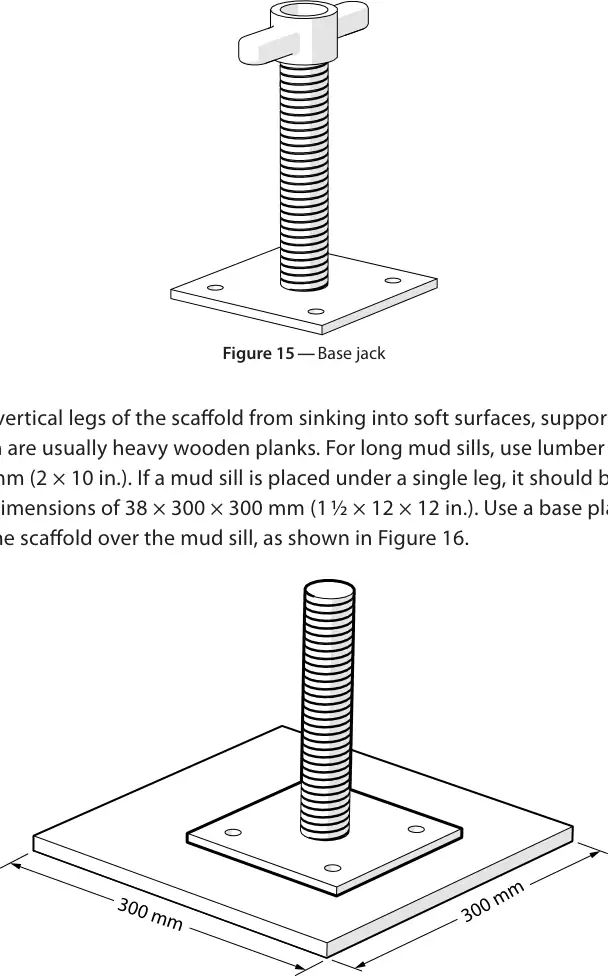 Figure 15 — Base jack
vertical legs of the scaffold from sinking into soft surfaces, suppor
are usually heavy wooden planks. For long mud sills, use lumber
(2 × 10 in.). If a mud sill is placed under a single leg, it should b
imensions of 38 × 300 × 300 mm (1 ½ × 12 × 12 in.). Use a base pla
he scaffold over the mud sill, as shown in Figure 16.
300 mm
300 mm